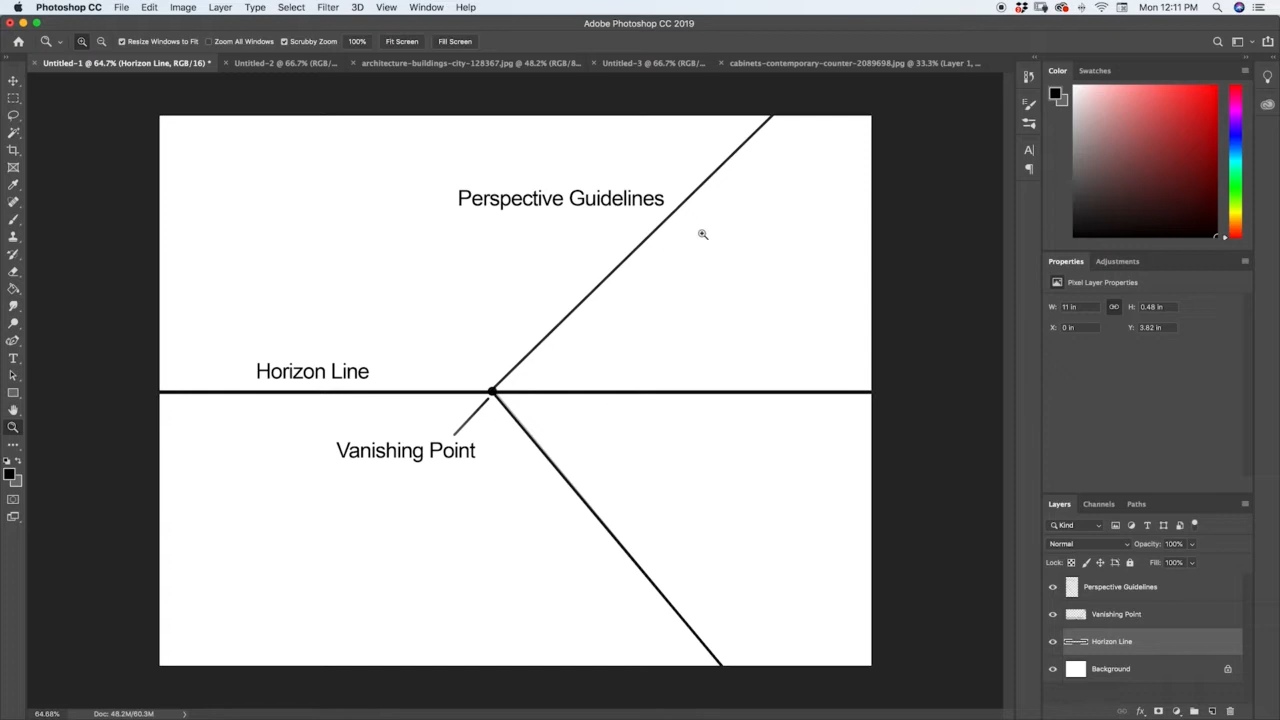 Photoshop CC File Edit Image Layer Type Select Filter 3D View Window Help Mon 12:11 PM
Adobe Photoshop CC 2019
Resize Windows to Fit Zoom All Windows Scrubby Zoom 100% Fit Screen Fill Screen
Untitled-1 @ 64.7% (Horizon Line, RGB/16) * Untitled-2 @ 66.7% (RGB/... architecture-buildings-city-128367.jpg @ 48.2% (RGB/8... Untitled-3 @ 66.7% (RGB/... cabinets-contemporary-counter-2089698.jpg @ 33.3% (Layer 1, ...
Color Swatches
Perspective Guidelines
Properties Adjustments
Pixel Layer Properties
W: 11 in H: 0.48 in
X: 0 in Y: 3.82 in
Horizon Line
Vanishing Point
Layers Channels Paths
Kind
Normal Opacity: 100%
Lock: Fill: 100%
Perspective Guidelines
Vanishing Point
Horizon Line
Background
64.68% Doc: 48.2M/60.3M